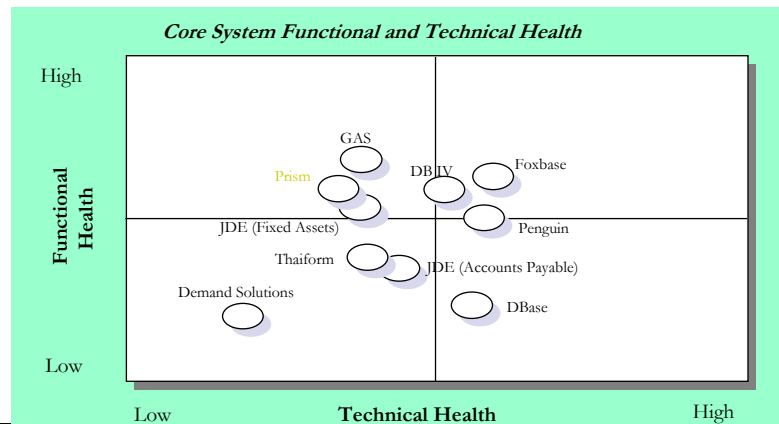 Core System Functional and Technical Health
High
GAS
Prism
DB IV
Foxbase
Functional
Health
JDE (Fixed Assets)
Penguin
Thaiform
JDE (Accounts Payable)
Demand Solutions
DBase
Low
Low
Technical Health
High